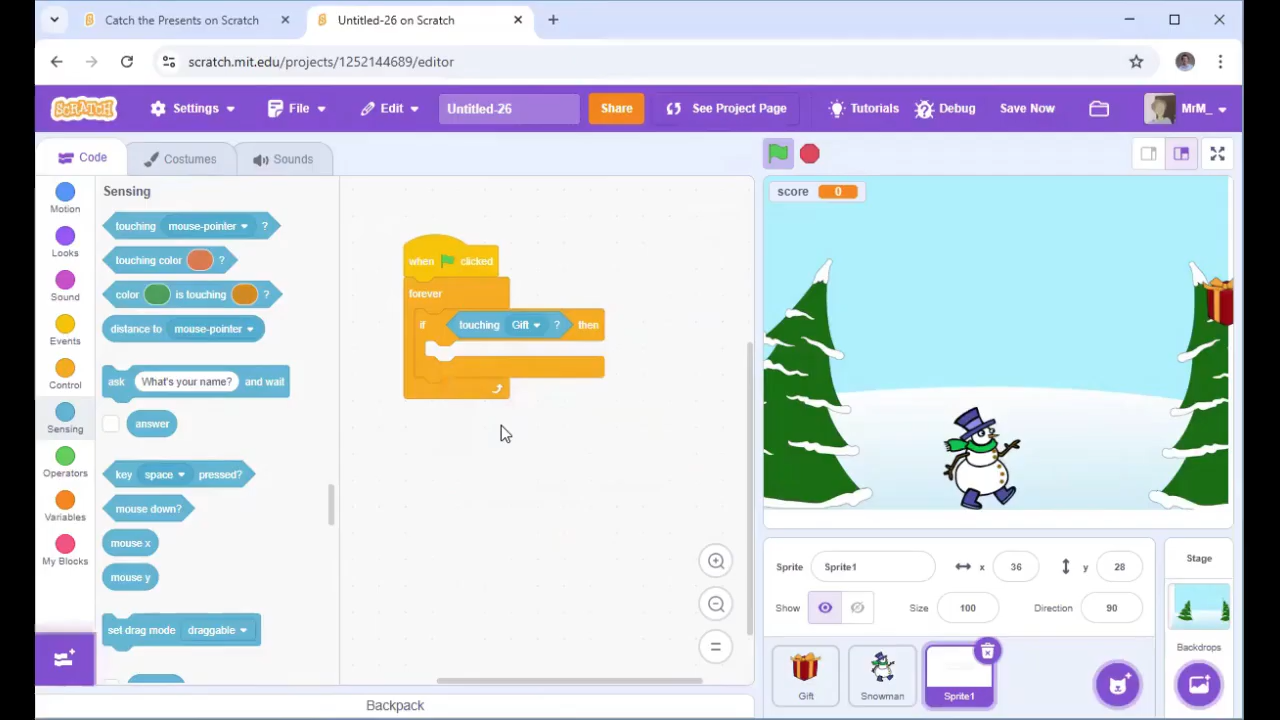 Catch the Presents on Scratch
Untitled-26 on Scratch
scratch.mit.edu/projects/1252144689/editor
SCRATCH
Settings
File
Edit
Untitled-26
Share
See Project Page
Tutorials
Debug
Save Now
MrM_
Code
Costumes
Sounds
Motion
Looks
Sound
Events
Control
Sensing
Operators
Variables
My Blocks
Sensing
touching mouse-pointer ?
touching color ?
color is touching ?
distance to mouse-pointer
ask What's your name? and wait
answer
key space pressed?
mouse down?
mouse x
mouse y
set drag mode draggable
when clicked
forever
if touching Gift ? then
score 0
Sprite Sprite1 x 36 y 28
Show Size 100 Direction 90
Gift
Snowman
Sprite1
Stage
Backdrops
Backpack